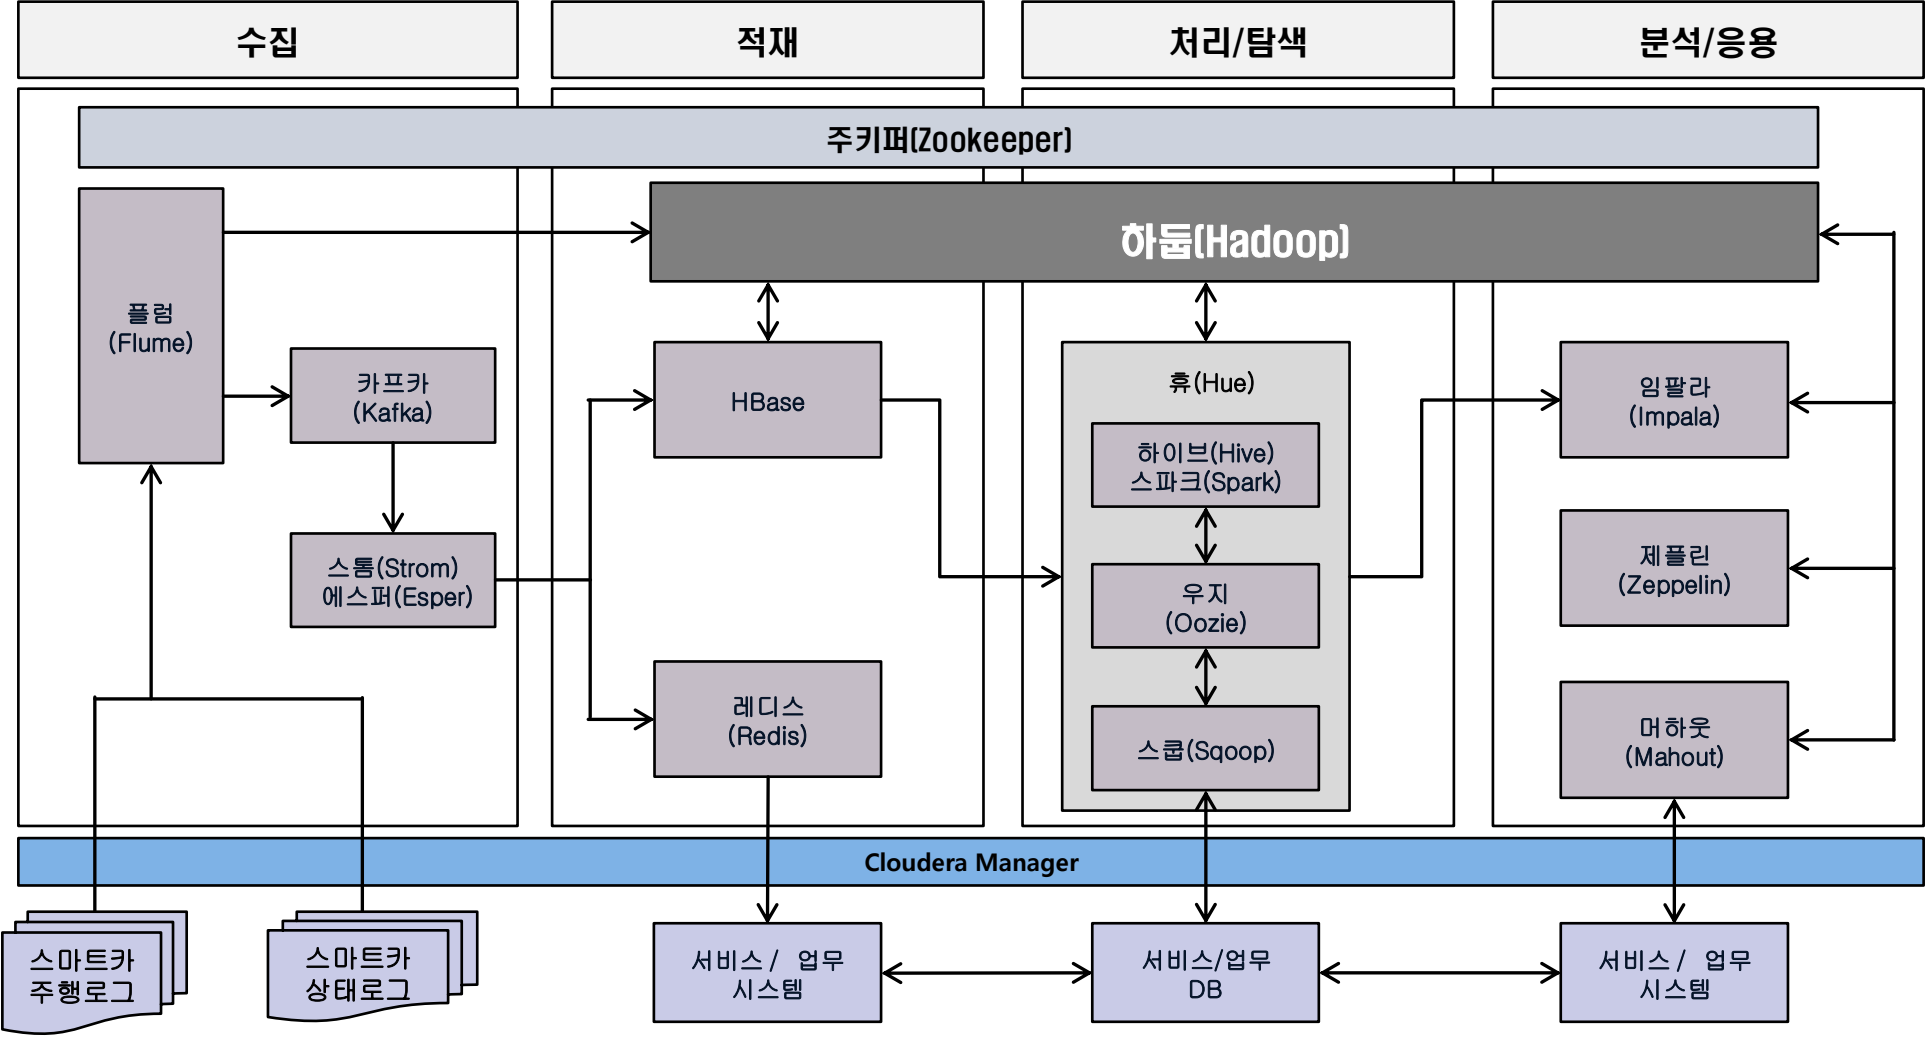 수집
적재
처리/탐색
분석/응용
주키퍼(Zookeeper)
하둡(Hadoop)
플럼
(Flume)
카프카
(Kafka)
스톰(Strom)
에스퍼(Esper)
HBase
레디스
(Redis)
휴(Hue)
하이브(Hive)
스파크(Spark)
우지
(Oozie)
스쿱(Sqoop)
임팔라
(Impala)
제플린
(Zeppelin)
머하웃
(Mahout)
Cloudera Manager
스마트카
주행로그
스마트카
상태로그
서비스/ 업무
시스템
서비스/업무
DB
서비스/ 업무
시스템